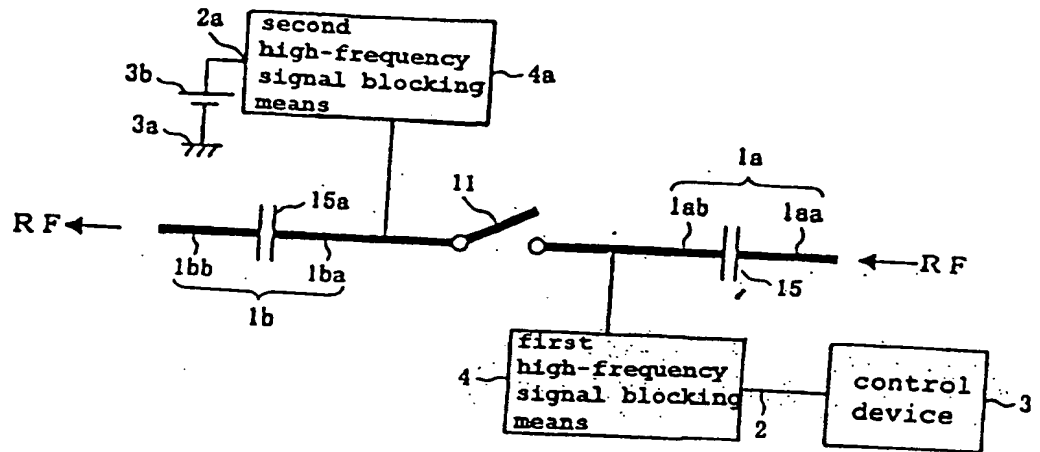 2a
second
high-frequency
signal blocking
means
4a
3b
3a
1a
11
15a
1ab
1aa
RF
RF
1bb
1ba
15
1b
first
high-frequency
signal blocking
means
4
2
control
device
3